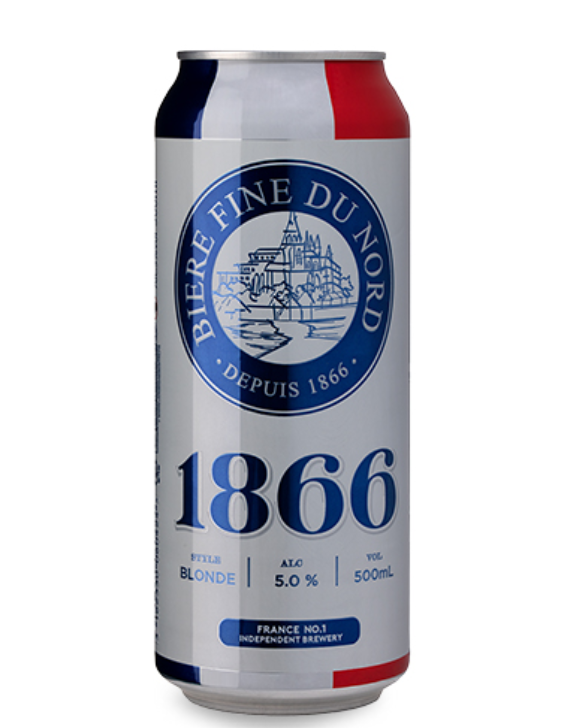 BIERE FINE DU NORD
· DEPUIS 1866 ·
1866
STYLE ALC VOL
BLONDE 5.0 % 500mL
FRANCE NO.1
INDEPENDENT BREWERY